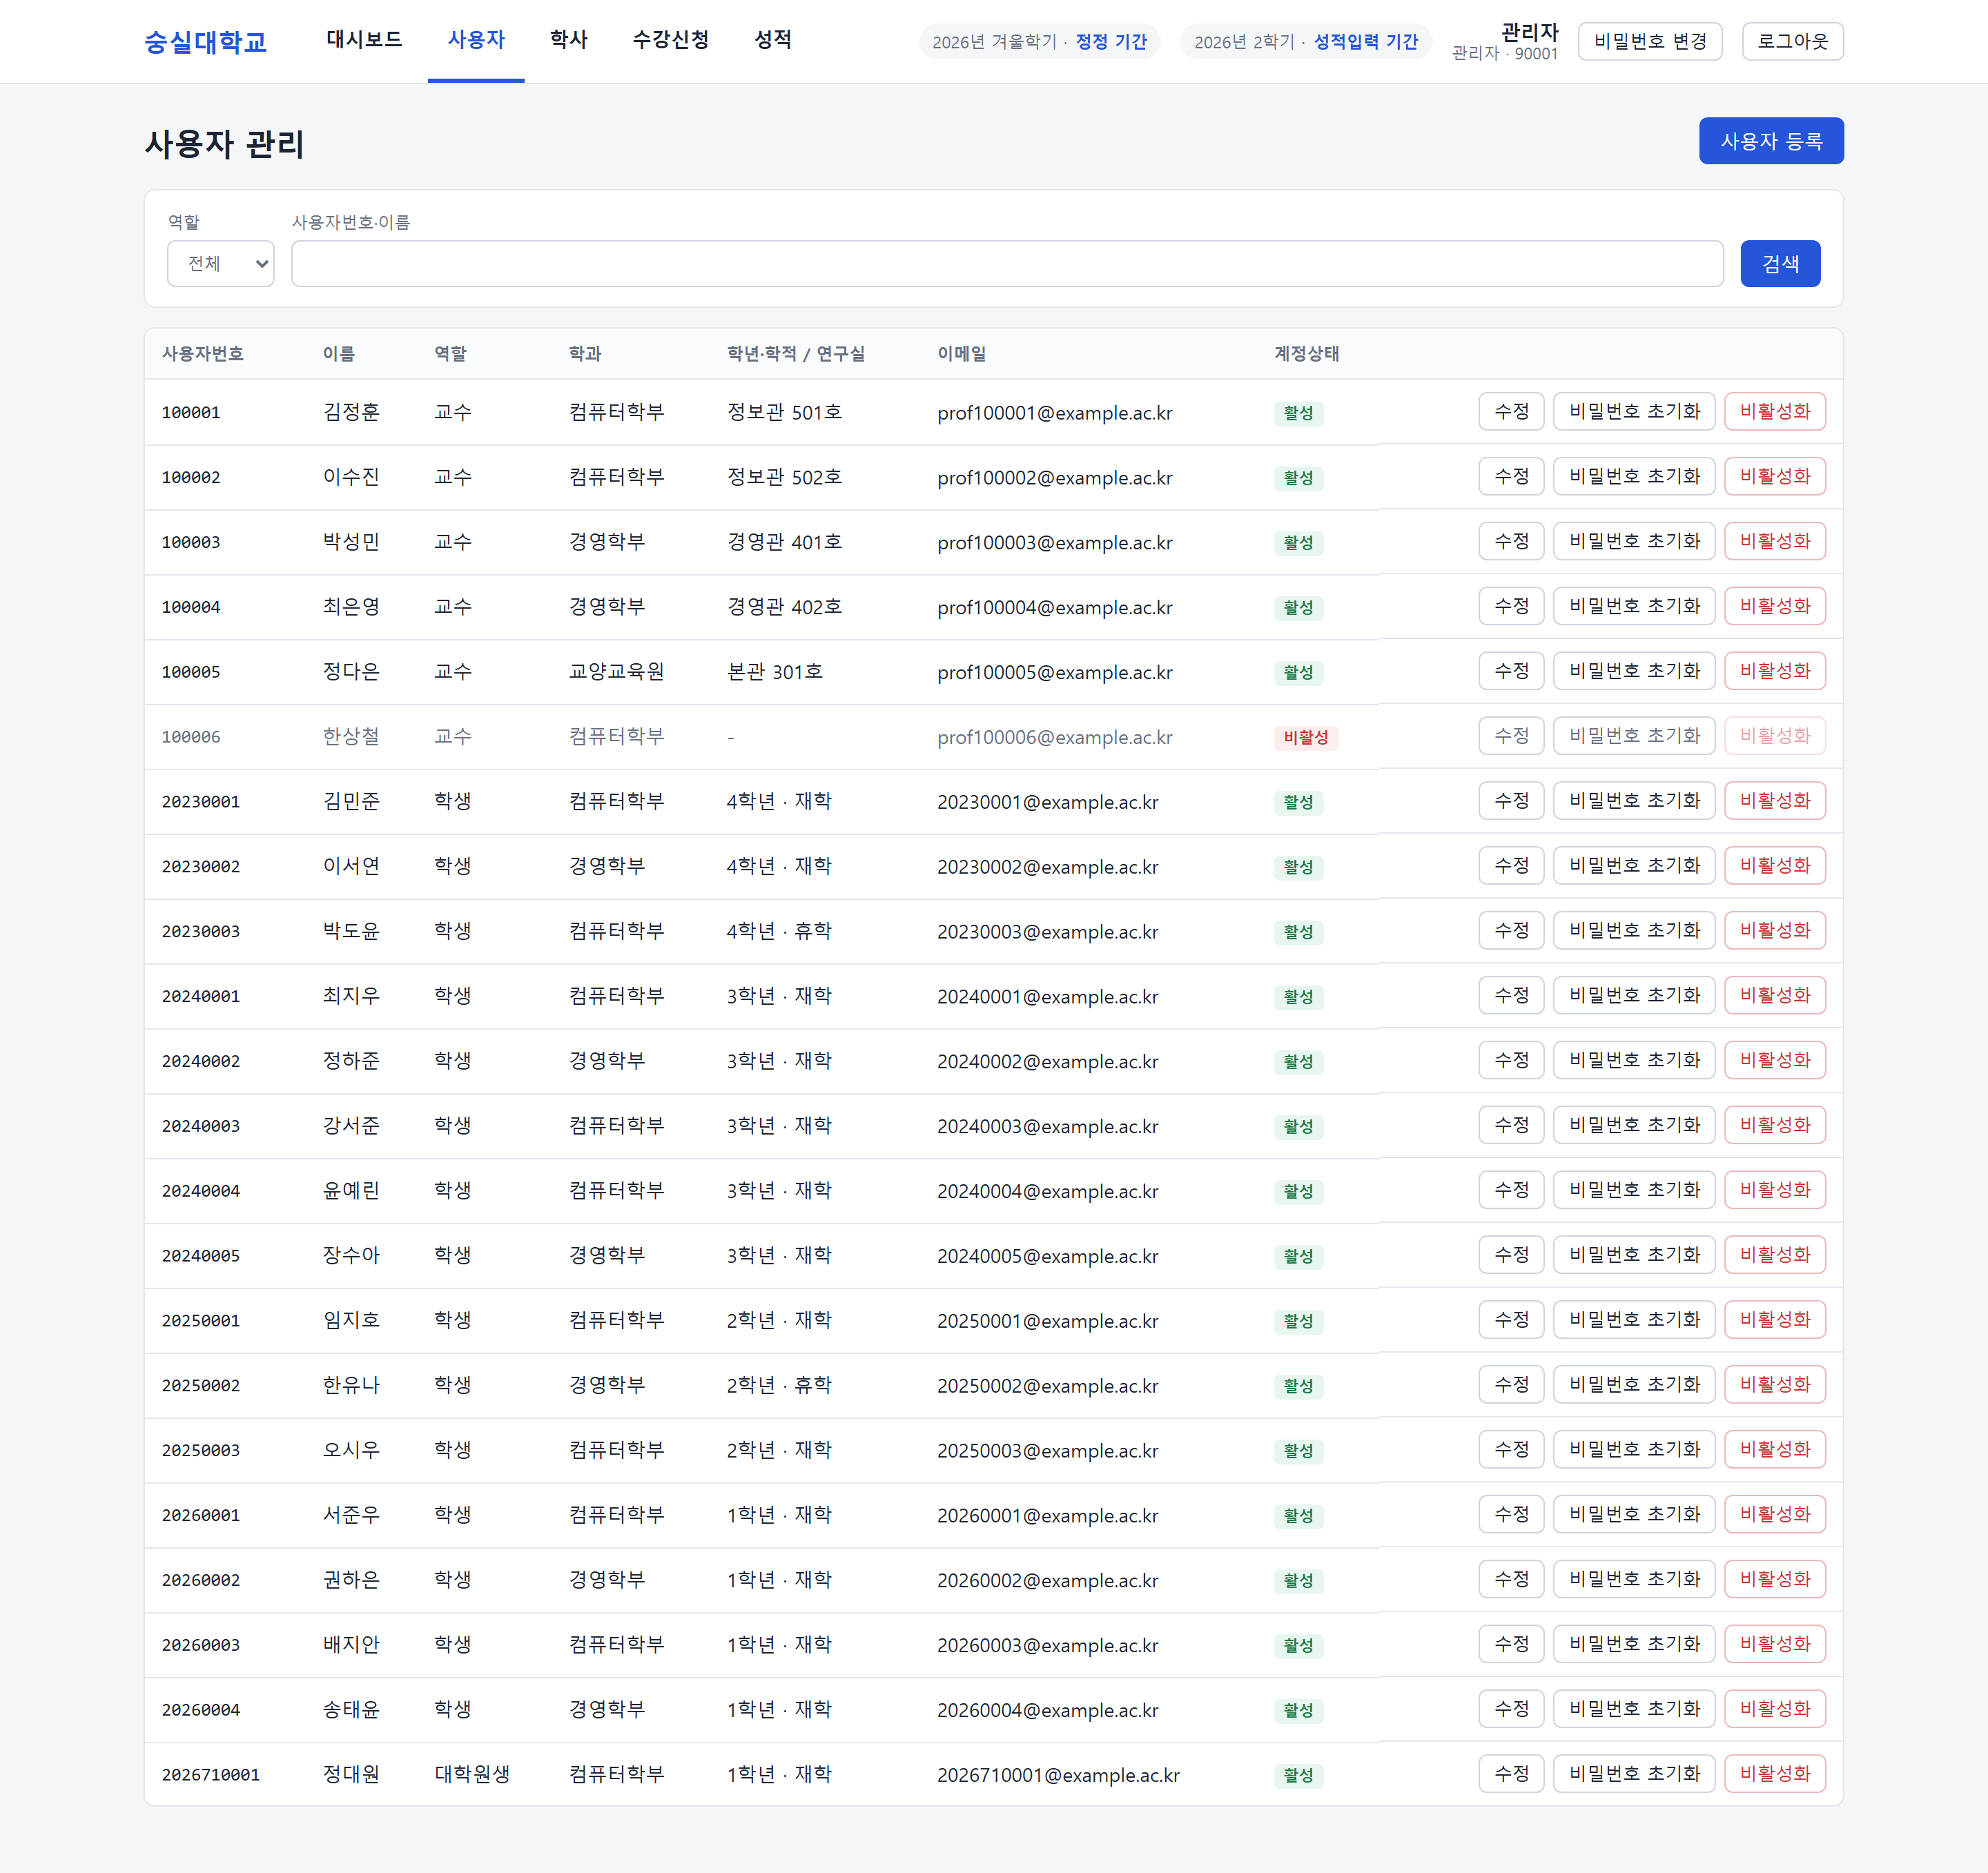 숭실대학교 대시보드 사용자 학사 수강신청 성적 2026년 겨울학기 · 정정 기간 2026년 2학기 · 성적입력 기간 관리자 비밀번호 변경 로그아웃
관리자 · 90001
사용자 관리 사용자 등록
역할 사용자번호·이름
전체 검색
사용자번호 이름 역할 학과 학년·학적 / 연구실 이메일 계정상태
100001 김정훈 교수 컴퓨터학부 정보관 501호 prof100001@example.ac.kr 활성 수정 비밀번호 초기화 비활성화
100002 이수진 교수 컴퓨터학부 정보관 502호 prof100002@example.ac.kr 활성 수정 비밀번호 초기화 비활성화
100003 박성민 교수 경영학부 경영관 401호 prof100003@example.ac.kr 활성 수정 비밀번호 초기화 비활성화
100004 최은영 교수 경영학부 경영관 402호 prof100004@example.ac.kr 활성 수정 비밀번호 초기화 비활성화
100005 정다은 교수 교양교육원 본관 301호 prof100005@example.ac.kr 활성 수정 비밀번호 초기화 비활성화
100006 한상철 교수 컴퓨터학부 - prof100006@example.ac.kr 비활성 수정 비밀번호 초기화 비활성화
20230001 김민준 학생 컴퓨터학부 4학년 · 재학 20230001@example.ac.kr 활성 수정 비밀번호 초기화 비활성화
20230002 이서연 학생 경영학부 4학년 · 재학 20230002@example.ac.kr 활성 수정 비밀번호 초기화 비활성화
20230003 박도윤 학생 컴퓨터학부 4학년 · 휴학 20230003@example.ac.kr 활성 수정 비밀번호 초기화 비활성화
20240001 최지우 학생 컴퓨터학부 3학년 · 재학 20240001@example.ac.kr 활성 수정 비밀번호 초기화 비활성화
20240002 정하준 학생 경영학부 3학년 · 재학 20240002@example.ac.kr 활성 수정 비밀번호 초기화 비활성화
20240003 강서준 학생 컴퓨터학부 3학년 · 재학 20240003@example.ac.kr 활성 수정 비밀번호 초기화 비활성화
20240004 윤예린 학생 컴퓨터학부 3학년 · 재학 20240004@example.ac.kr 활성 수정 비밀번호 초기화 비활성화
20240005 장수아 학생 경영학부 3학년 · 재학 20240005@example.ac.kr 활성 수정 비밀번호 초기화 비활성화
20250001 임지호 학생 컴퓨터학부 2학년 · 재학 20250001@example.ac.kr 활성 수정 비밀번호 초기화 비활성화
20250002 한유나 학생 경영학부 2학년 · 휴학 20250002@example.ac.kr 활성 수정 비밀번호 초기화 비활성화
20250003 오시우 학생 컴퓨터학부 2학년 · 재학 20250003@example.ac.kr 활성 수정 비밀번호 초기화 비활성화
20260001 서준우 학생 컴퓨터학부 1학년 · 재학 20260001@example.ac.kr 활성 수정 비밀번호 초기화 비활성화
20260002 권하은 학생 경영학부 1학년 · 재학 20260002@example.ac.kr 활성 수정 비밀번호 초기화 비활성화
20260003 배지안 학생 컴퓨터학부 1학년 · 재학 20260003@example.ac.kr 활성 수정 비밀번호 초기화 비활성화
20260004 송태윤 학생 경영학부 1학년 · 재학 20260004@example.ac.kr 활성 수정 비밀번호 초기화 비활성화
2026710001 정대원 대학원생 컴퓨터학부 1학년 · 재학 2026710001@example.ac.kr 활성 수정 비밀번호 초기화 비활성화